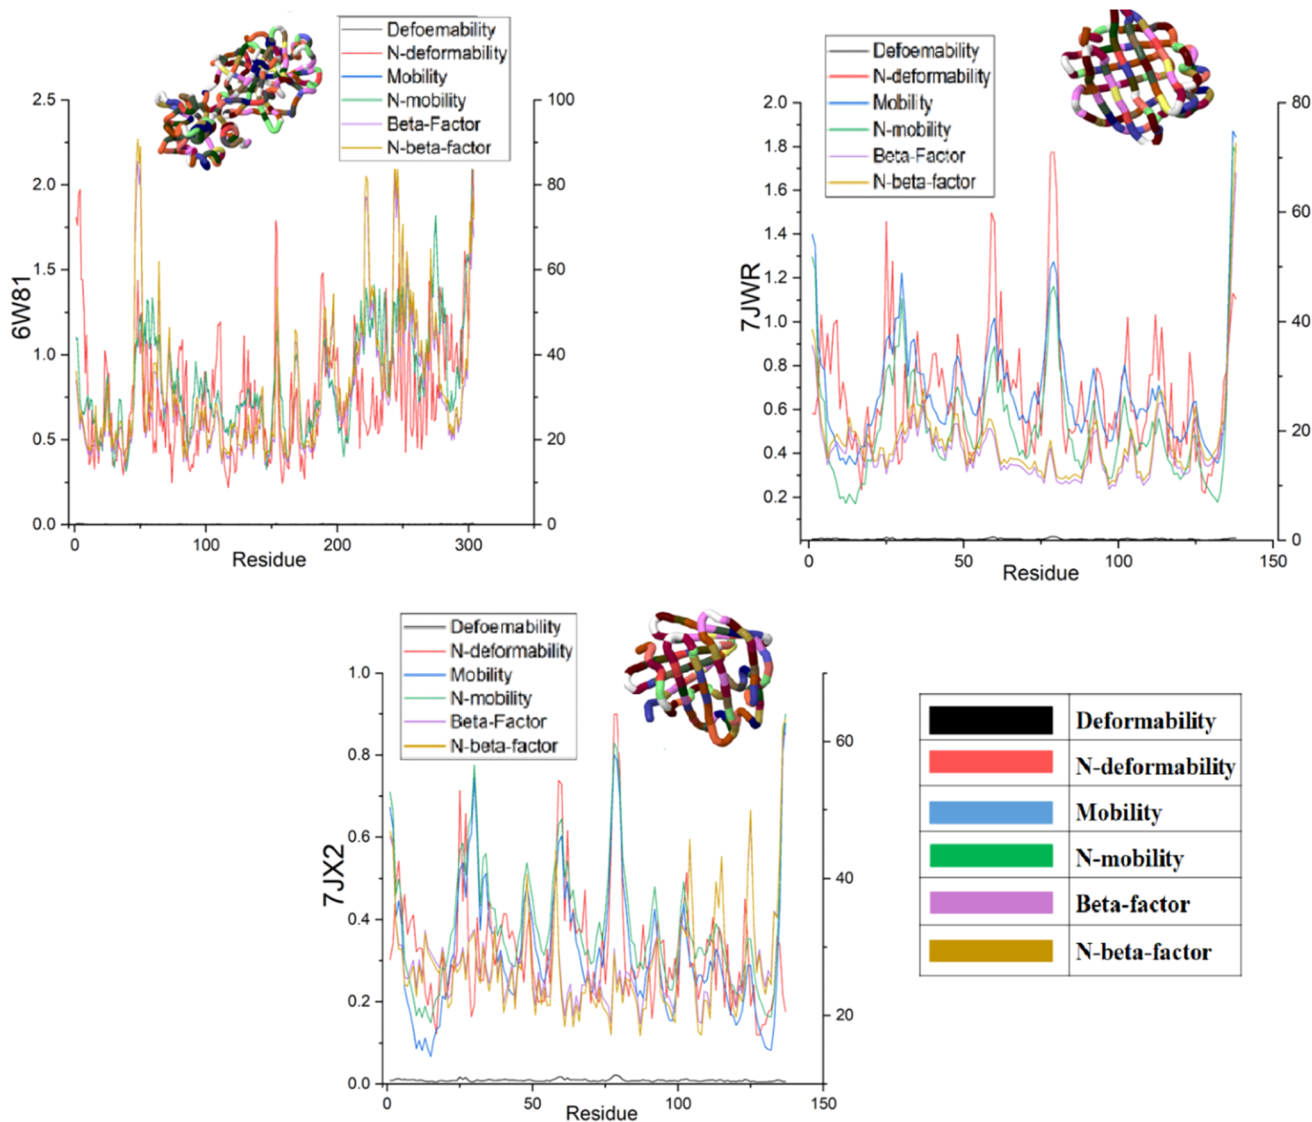 Defoemability
N-deformability
Mobility
N-mobility
Beta-Factor
N-beta-factor
2.5
2.0
1.5
1.0
0.5
0.0
100
80
60
40
20
0
0
100
200
300
6W81
Residue
Defoemability
N-deformability
Mobility
N-mobility
Beta-Factor
N-beta-factor
2.0
1.8
1.6
1.4
1.2
1.0
0.8
0.6
0.4
0.2
80
60
40
20
0
0
50
100
150
7JWR
Residue
Defoemability
N-deformability
Mobility
N-mobility
Beta-Factor
N-beta-factor
1.0
0.8
0.6
0.4
0.2
0.0
60
40
20
0
50
100
150
7JX2
Residue
Deformability
N-deformability
Mobility
N-mobility
Beta-factor
N-beta-factor